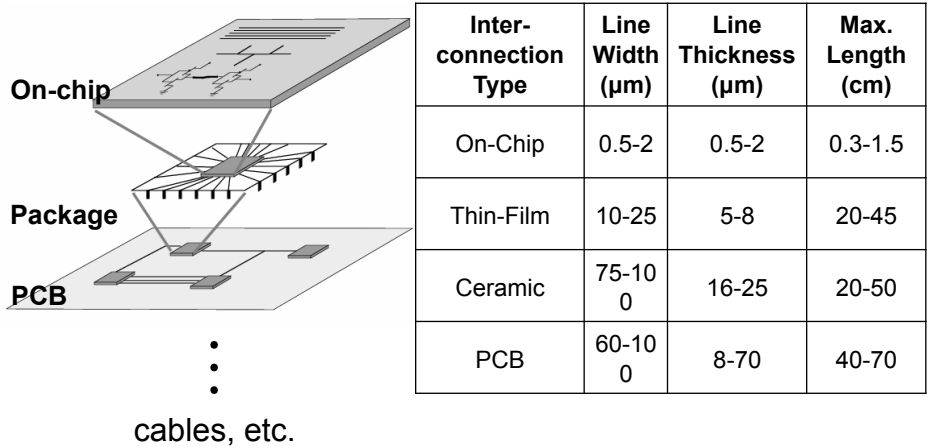 On-chip
Package
PCB
cables, etc.
Inter-
connection
Type
Line
Width
(µm)
Line
Thickness
(µm)
Max.
Length
(cm)
On-Chip
0.5-2
0.5-2
0.3-1.5
Thin-Film
10-25
5-8
20-45
Ceramic
75-10
0
16-25
20-50
PCB
60-10
0
8-70
40-70